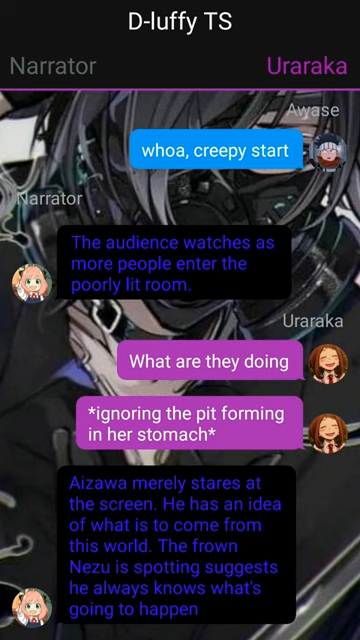 D-luffy TS
Narrator
Uraraka
Awase
whoa, creepy start
Narrator
The audience watches as
more people enter the
poorly lit room.
Uraraka
What are they doing
*ignoring the pit forming
in her stomach*
Aizawa merely stares at
the screen. He has an idea
of what is to come from
this world. The frown
Nezu is spotting suggests
he always knows what's
going to happen